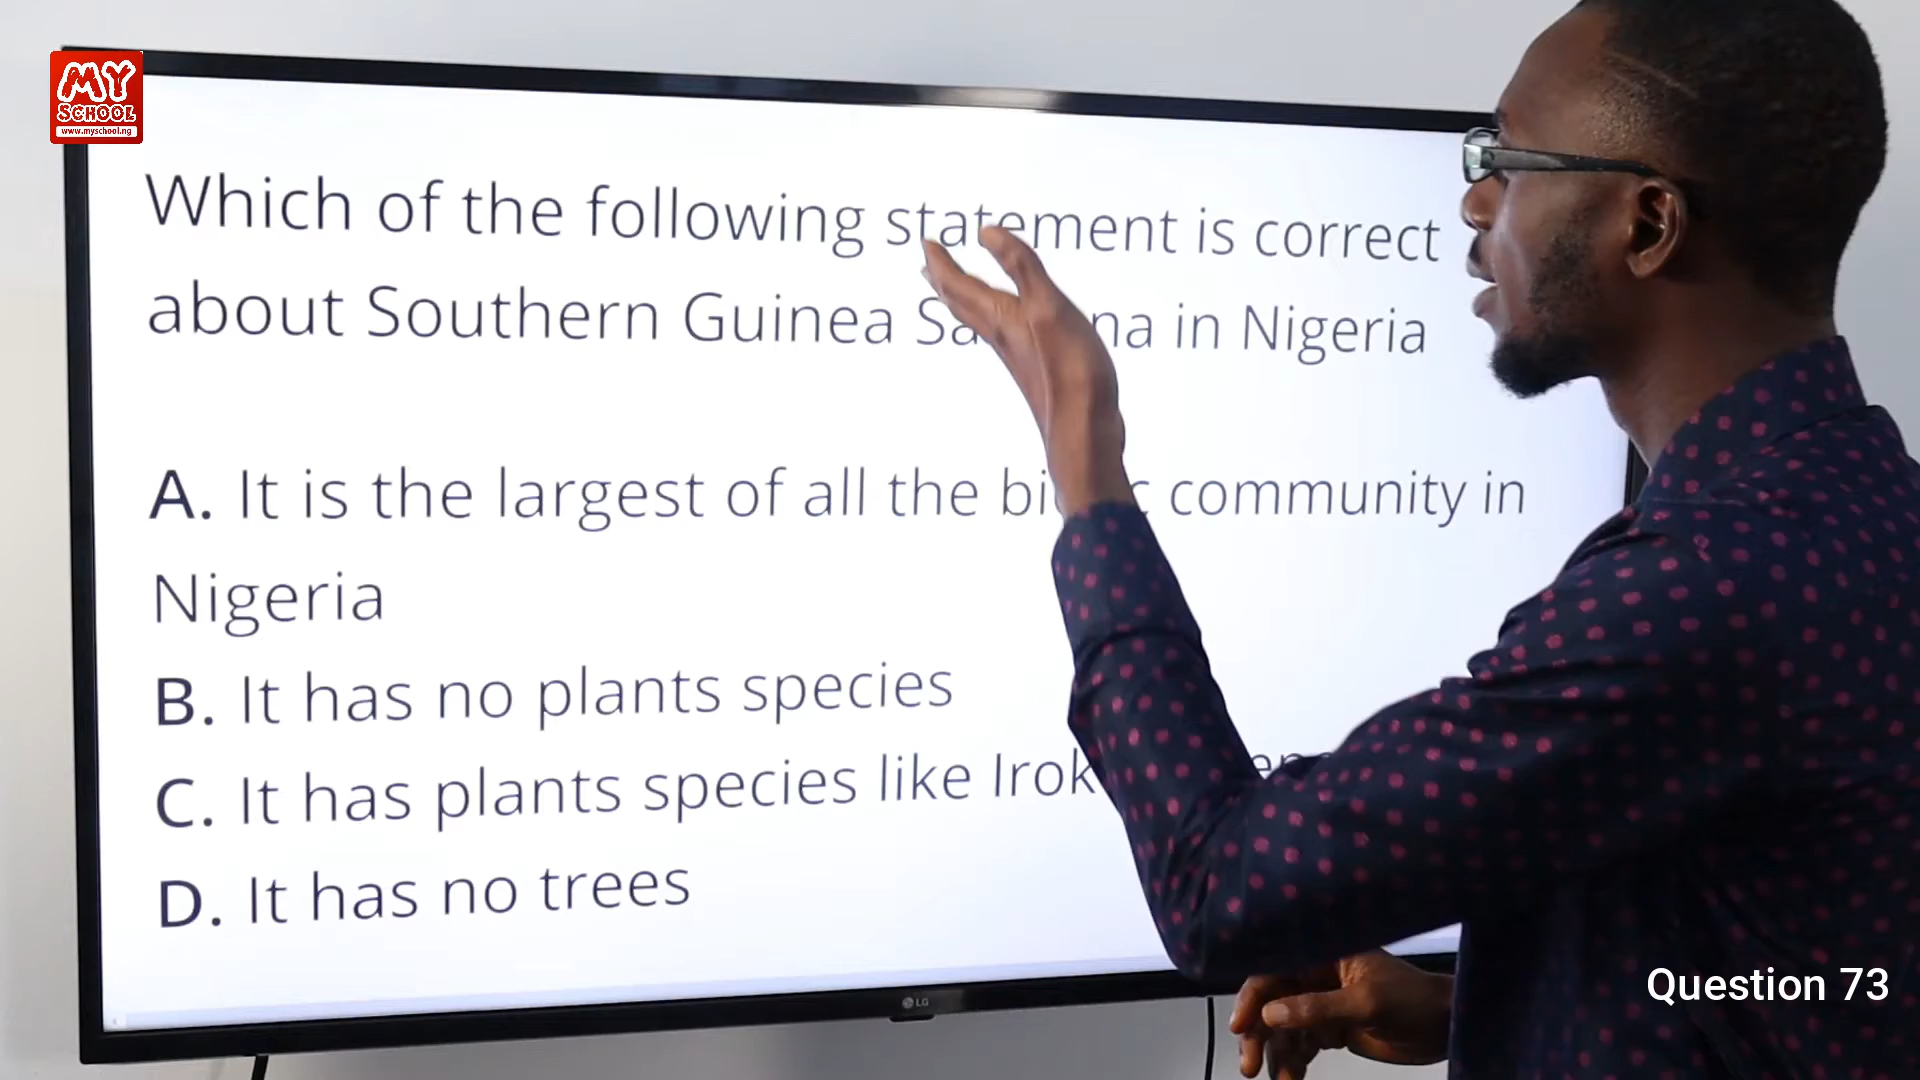 MY
SCHOOL
www.myschool.ng
Which of the following statement is correct
about Southern Guinea na in Nigeria
A. It is the largest of all the community in
Nigeria
B. It has no plants species
C. It has plants species like
D. It has no trees
LG
Question 73